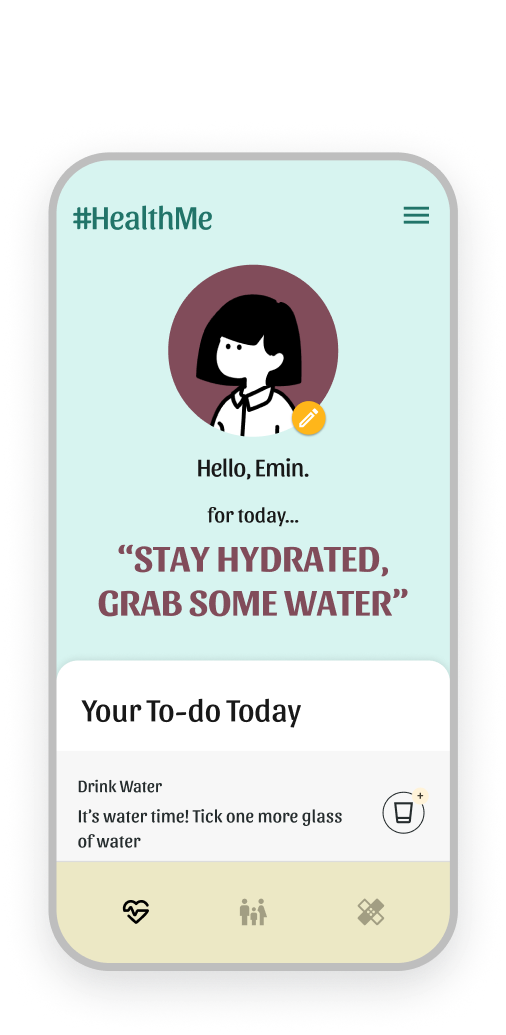 #HealthMe
Hello, Emin.
for today...
“STAY HYDRATED,
GRAB SOME WATER”
Your To-do Today
Drink Water
It's water time! Tick one more glass
of water
+